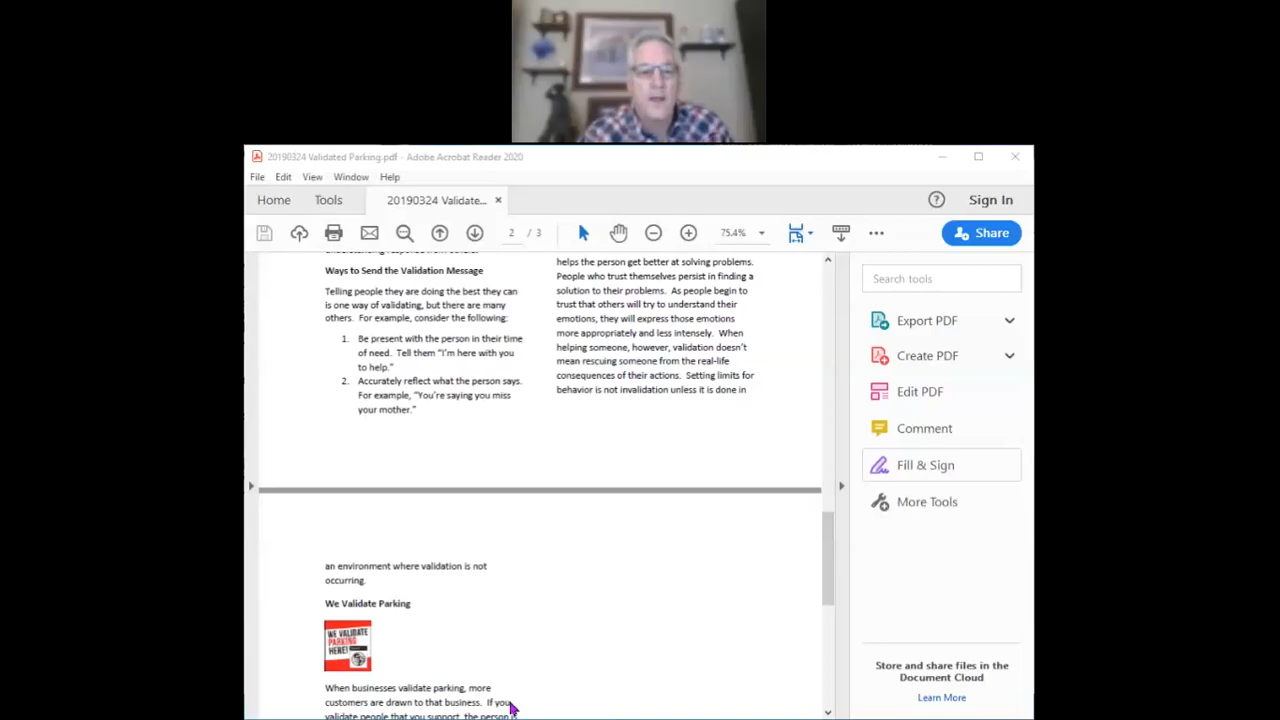 20190324 Validated Parking.pdf - Adobe Acrobat Reader 2020
File Edit View Window Help
Home Tools 20190324 Validate... ×
? Sign In
2 / 3 75.4% Share
Ways to Send the Validation Message
Telling people they are doing the best they can
is one way of validating, but there are many
others. For example, consider the following:
1. Be present with the person in their time
of need. Tell them “I’m here with you
to help.”
2. Accurately reflect what the person says.
For example, “You’re saying you miss
your mother.”
helps the person get better at solving problems.
People who trust themselves persist in finding a
solution to their problems. As people begin to
trust that others will try to understand their
emotions, they will express those emotions
more appropriately and less intensely. When
helping someone, however, validation doesn’t
mean rescuing someone from the real-life
consequences of their actions. Setting limits for
behavior is not invalidation unless it is done in
an environment where validation is not
occurring.
We Validate Parking
WE VALIDATE
PARKING
HERE!
When businesses validate parking, more
customers are drawn to that business. If you
validate people that you support, the person is
Search tools
Export PDF
Create PDF
Edit PDF
Comment
Fill & Sign
More Tools
Store and share files in the
Document Cloud
Learn More